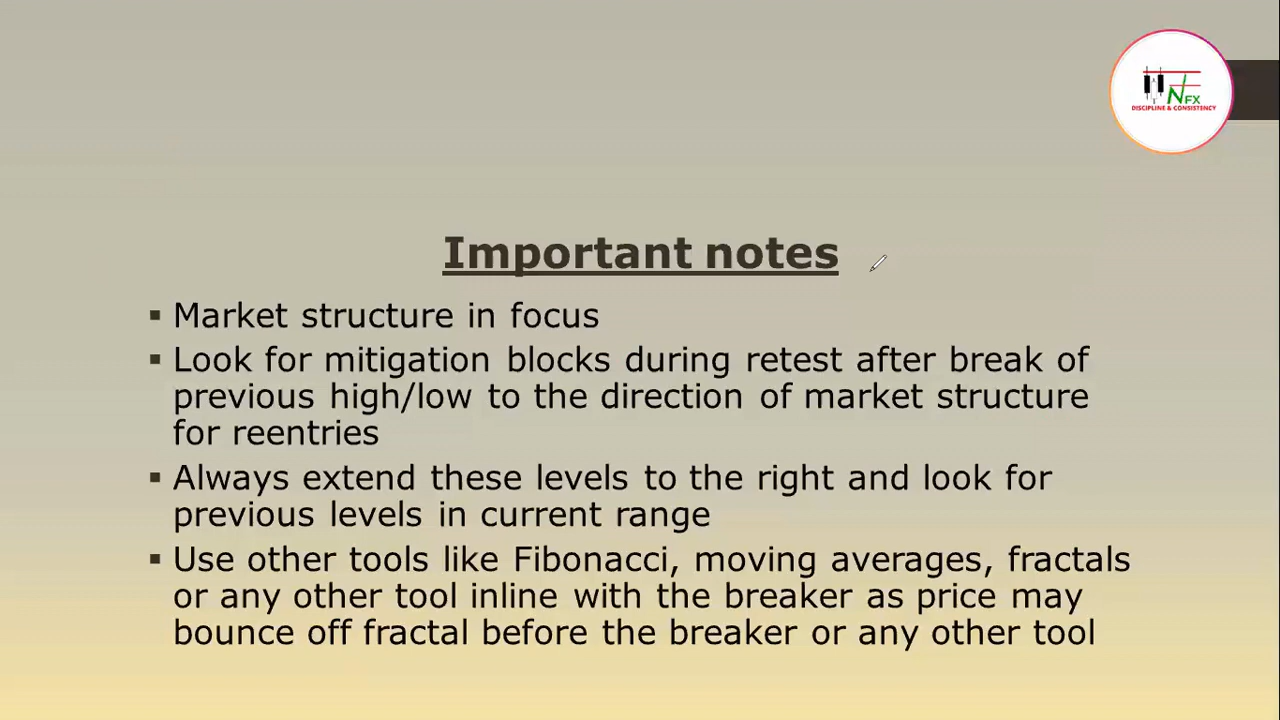 NFX
DISCIPLINE & CONSISTENCY
Important notes
▪ Market structure in focus
▪ Look for mitigation blocks during retest after break of
previous high/low to the direction of market structure
for reentries
▪ Always extend these levels to the right and look for
previous levels in current range
▪ Use other tools like Fibonacci, moving averages, fractals
or any other tool inline with the breaker as price may
bounce off fractal before the breaker or any other tool